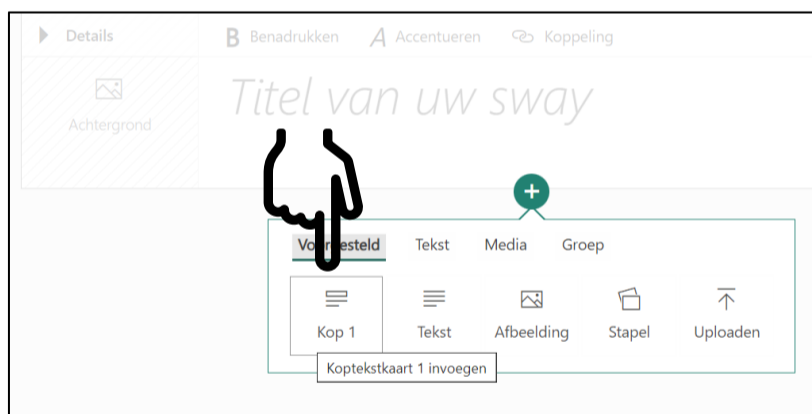 Details
B Benadrukken A Accentueren Koppeling
Titel van uw sway
Achtergrond
Tekst Media Groep
Kop 1 Tekst Afbeelding Stapel Uploaden
Koptekstkaart 1 invoegen